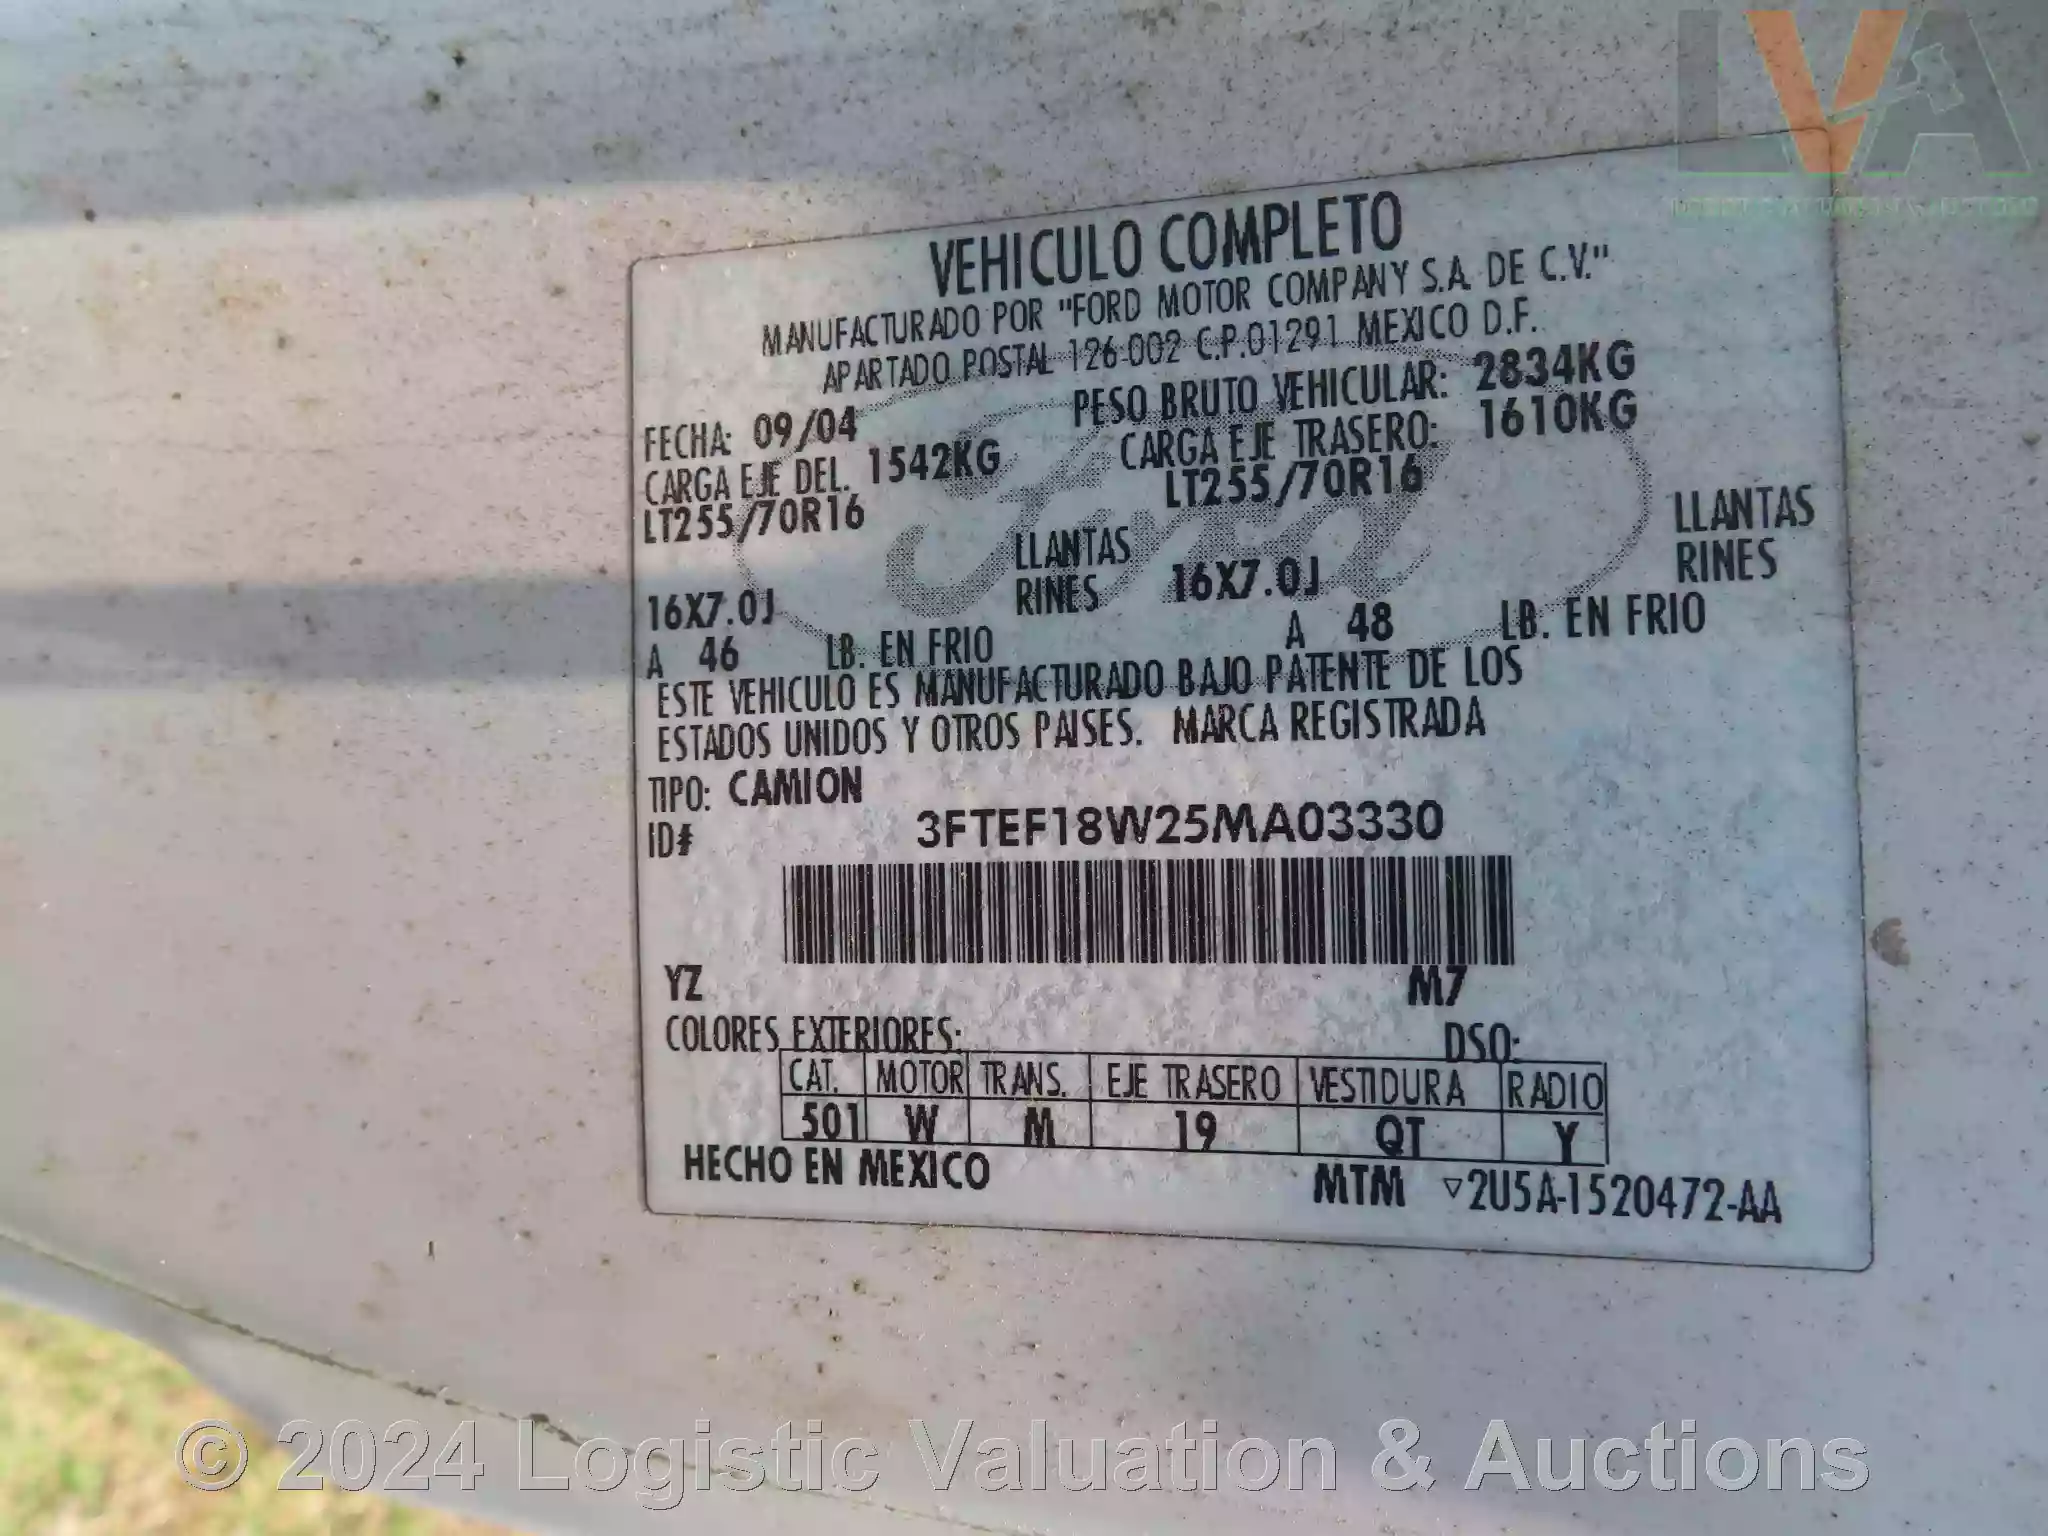 LVA
VEHICULO COMPLETO
MANUFACTURADO POR "FORD MOTOR COMPANY S.A. DE C.V."
APARTADO POSTAL 126-002 C.P.01291 MEXICO D.F.
FECHA: 09/04 PESO BRUTO VEHICULAR: 2834KG
CARGA EJE DEL. 1542KG CARGA EJE TRASERO: 1610KG
LT255/70R16 LLANTAS LT255/70R16 LLANTAS
16X7.0J RINES 16X7.0J RINES
A 46 LB. EN FRIO A 48 LB. EN FRIO
Ford
ESTE VEHICULO ES MANUFACTURADO BAJO PATENTE DE LOS
ESTADOS UNIDOS Y OTROS PAISES. MARCA REGISTRADA
TIPO: CAMION
ID# 3FTEF18W25MA03330
YZ M7
COLORES EXTERIORES: DSO:
CAT. MOTOR TRANS. EJE TRASERO VESTIDURA RADIO
501 W M 19 QT Y
HECHO EN MEXICO MTM ▽2U5A-1520472-AA
© 2024 Logistic Valuation & Auctions